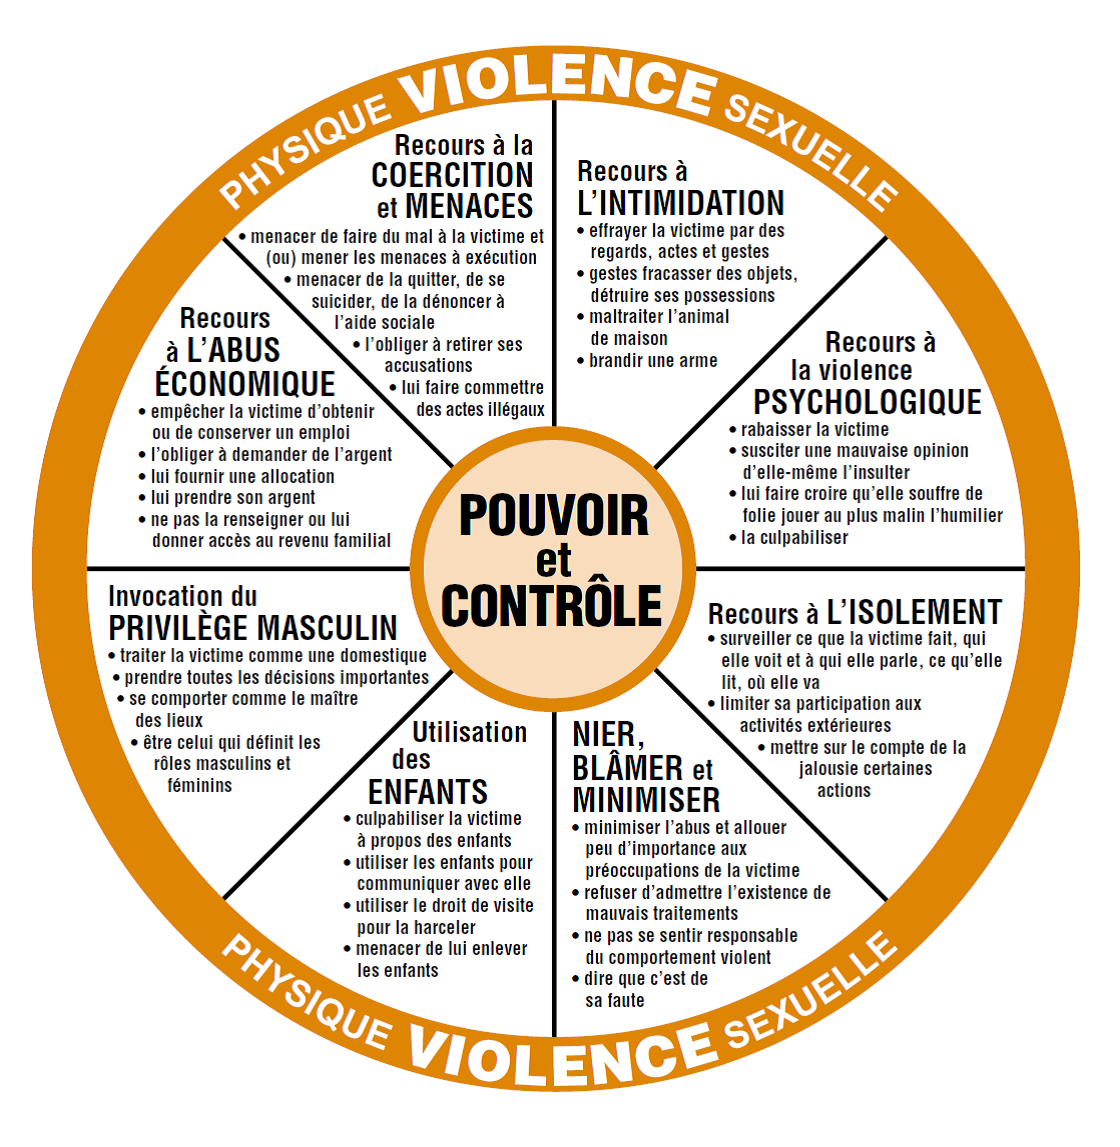 PHYSIQUE VIOLENCE SEXUELLE
Recours à la
COERCITION
et MENACES
• menacer de faire du mal à la victime et
(ou) mener les menaces à exécution
• menacer de la quitter, de se
suicider, de la dénoncer à
l'aide sociale
• l'obliger à retirer ses
accusations
• lui faire commettre
des actes illégaux
Recours à
L'INTIMIDATION
• effrayer la victime par des
regards, actes et gestes
• gestes fracasser des objets,
détruire ses possessions
• maltraiter l'animal
de maison
• brandir une arme
Recours à
la violence
PSYCHOLOGIQUE
• rabaisser la victime
• susciter une mauvaise opinion
d'elle-même l'insulter
• lui faire croire qu'elle souffre de
folie jouer au plus malin l'humilier
• la culpabiliser
Recours à L'ISOLEMENT
• surveiller ce que la victime fait, qui
elle voit et à qui elle parle, ce qu'elle
lit, où elle va
• limiter sa participation aux
activités extérieures
• mettre sur le compte de la
jalousie certaines
actions
NIER,
BLÂMER et
MINIMISER
• minimiser l'abus et allouer
peu d'importance aux
préoccupations de la victime
• refuser d'admettre l'existence de
mauvais traitements
• ne pas se sentir responsable
du comportement violent
• dire que c'est de
sa faute
Utilisation
des
ENFANTS
• culpabiliser la victime
à propos des enfants
• utiliser les enfants pour
communiquer avec elle
• utiliser le droit de visite
pour la harceler
• menacer de lui enlever
les enfants
Invocation du
PRIVILÈGE MASCULIN
• traiter la victime comme une domestique
• prendre toutes les décisions importantes
• se comporter comme le maître
des lieux
• être celui qui définit les
rôles masculins et
féminins
Recours
à L'ABUS
ÉCONOMIQUE
• empêcher la victime d'obtenir
ou de conserver un emploi
• l'obliger à demander de l'argent
• lui fournir une allocation
• lui prendre son argent
• ne pas la renseigner ou lui
donner accès au revenu familial
POUVOIR
et
CONTRÔLE
PHYSIQUE VIOLENCE SEXUELLE